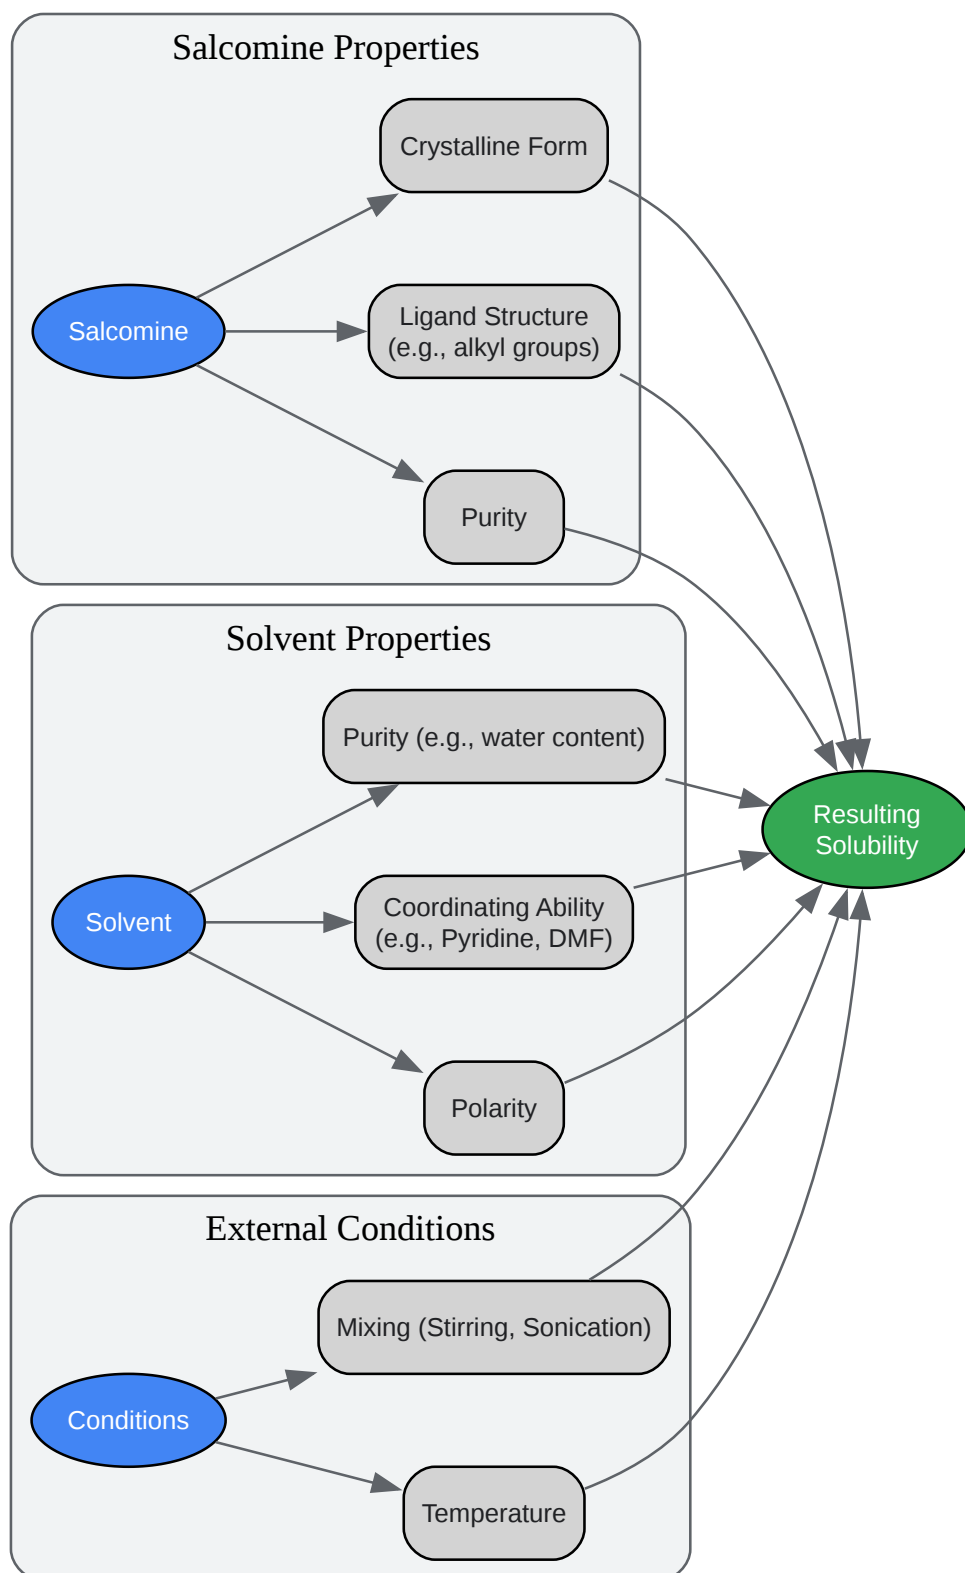 Salcomine Properties
Crystalline Form
Salcomine
Ligand Structure
(e.g., alkyl groups)
Purity
Solvent Properties
Purity (e.g., water content)
Solvent
Coordinating Ability
(e.g., Pyridine, DMF)
Polarity
Resulting
Solubility
External Conditions
Mixing (Stirring, Sonication)
Conditions
Temperature